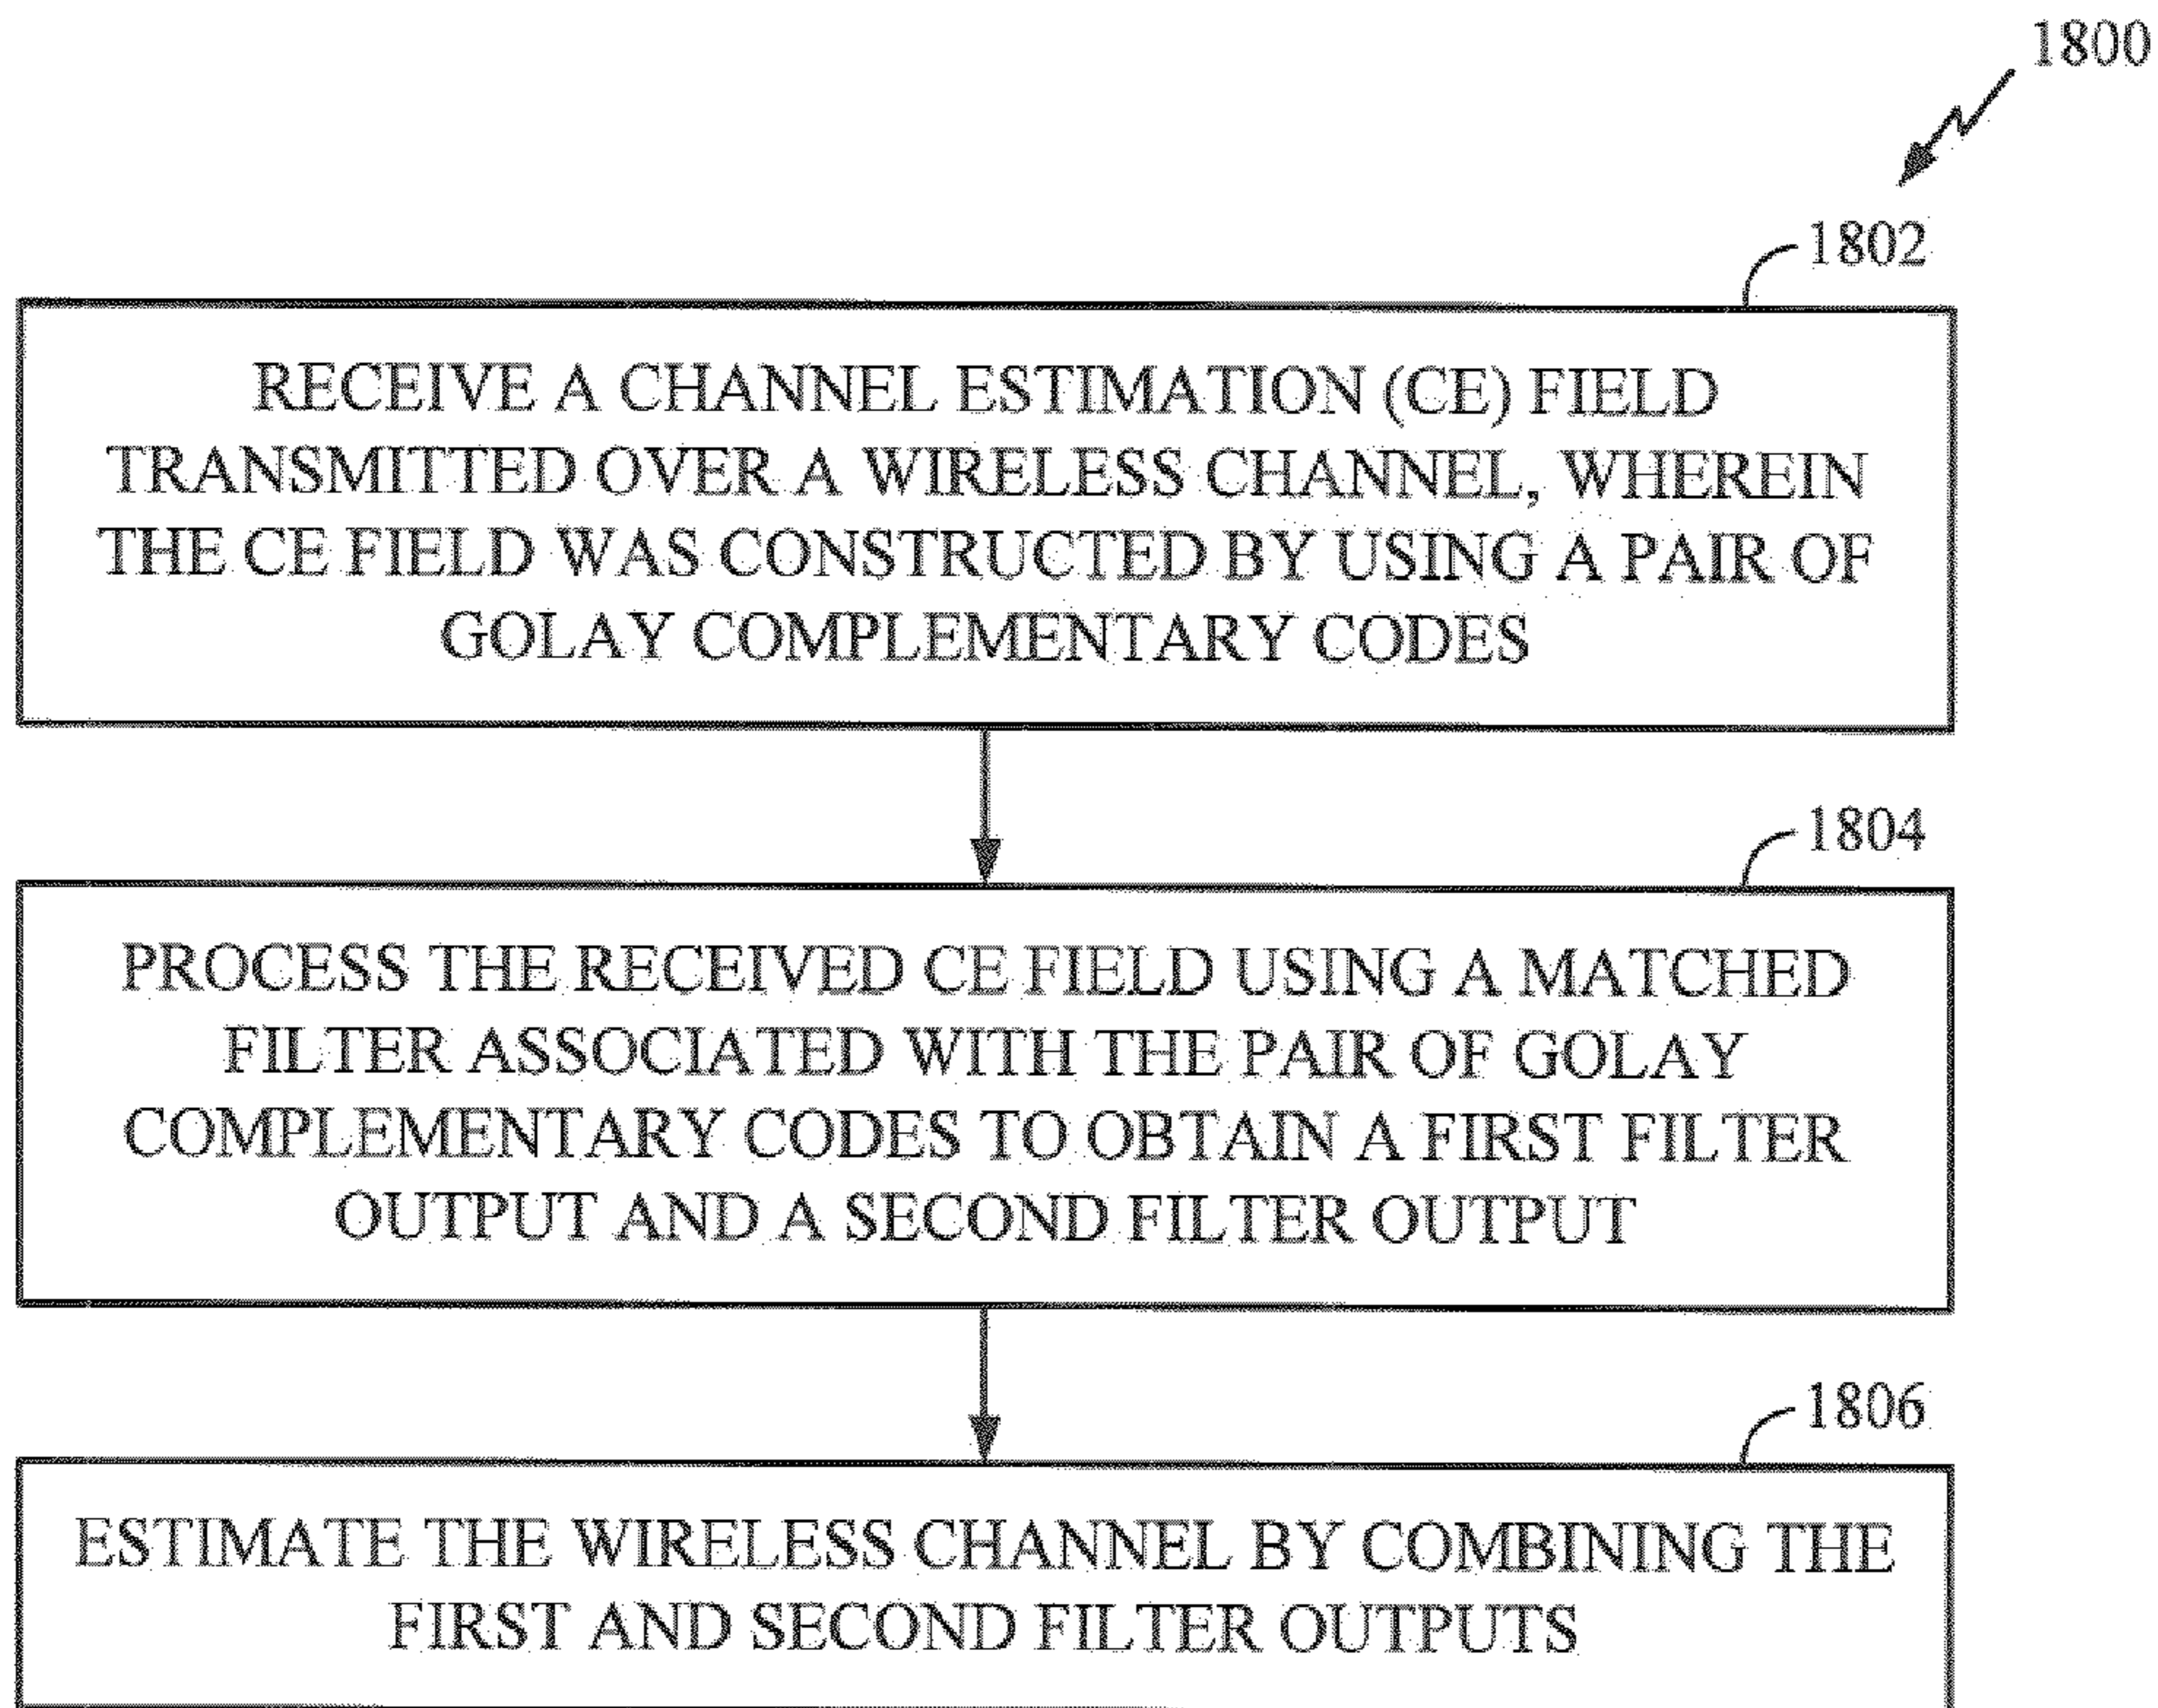 1800
1802
RECEIVE A CHANNEL ESTIMATION (CE) FIELD
TRANSMITTED OVER A WIRELESS CHANNEL, WHEREIN
THE CE FIELD WAS CONSTRUCTED BY USING A PAIR OF
GOLAY COMPLEMENTARY CODES
1804
PROCESS THE RECEIVED CE FIELD USING A MATCHED
FILTER ASSOCIATED WITH THE PAIR OF GOLAY
COMPLEMENTARY CODES TO OBTAIN A FIRST FILTER
OUTPUT AND A SECOND FILTER OUTPUT
1806
ESTIMATE THE WIRELESS CHANNEL BY COMBINING THE
FIRST AND SECOND FILTER OUTPUTS